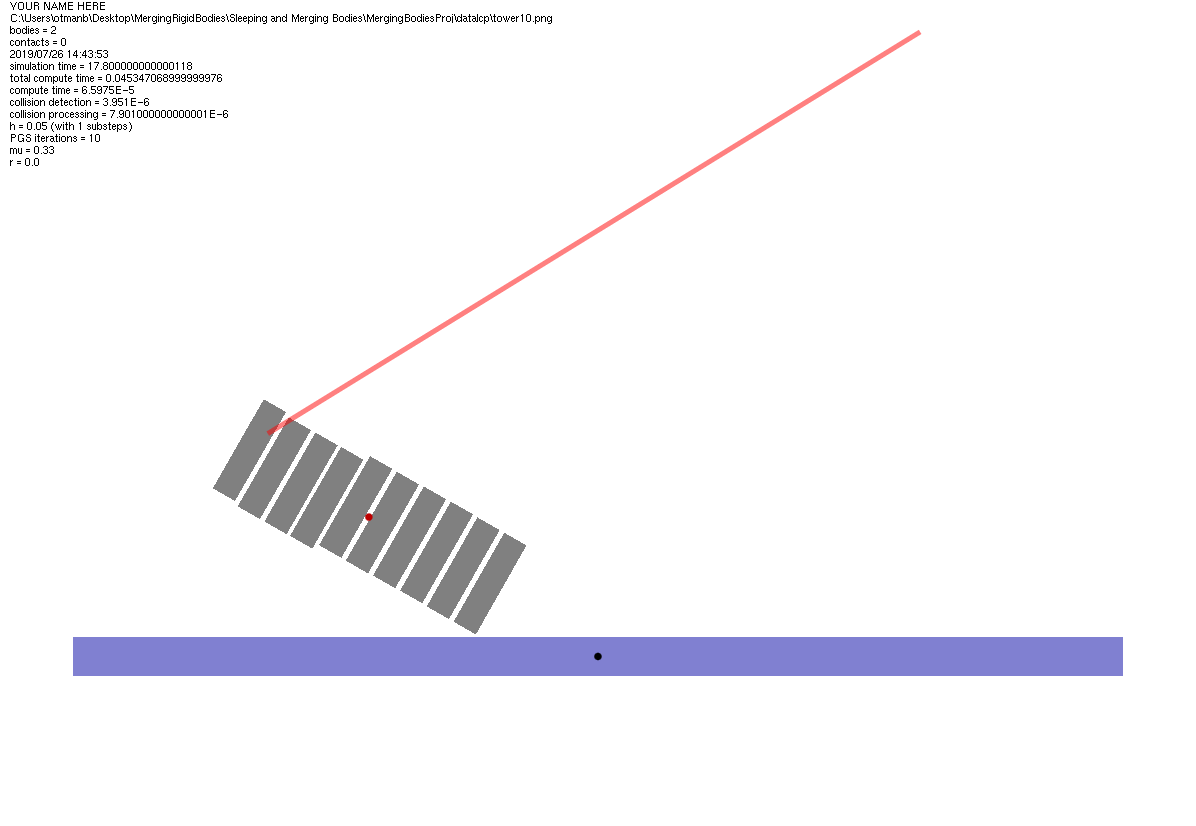 YOUR NAME HERE
C:\Users\otmanb\Desktop\MergingRigidBodies\Sleeping and Merging Bodies\MergingBodiesProj\datalcp\tower10.png
bodies = 2
contacts = 0
2019/07/26 14:43:53
simulation time = 17.800000000000118
total compute time = 0.045347068999999976
compute time = 6.5975E-5
collision detection = 3.951E-6
collision processing = 7.901000000000001E-6
h = 0.05 (with 1 substeps)
PGS iterations = 10
mu = 0.33
r = 0.0